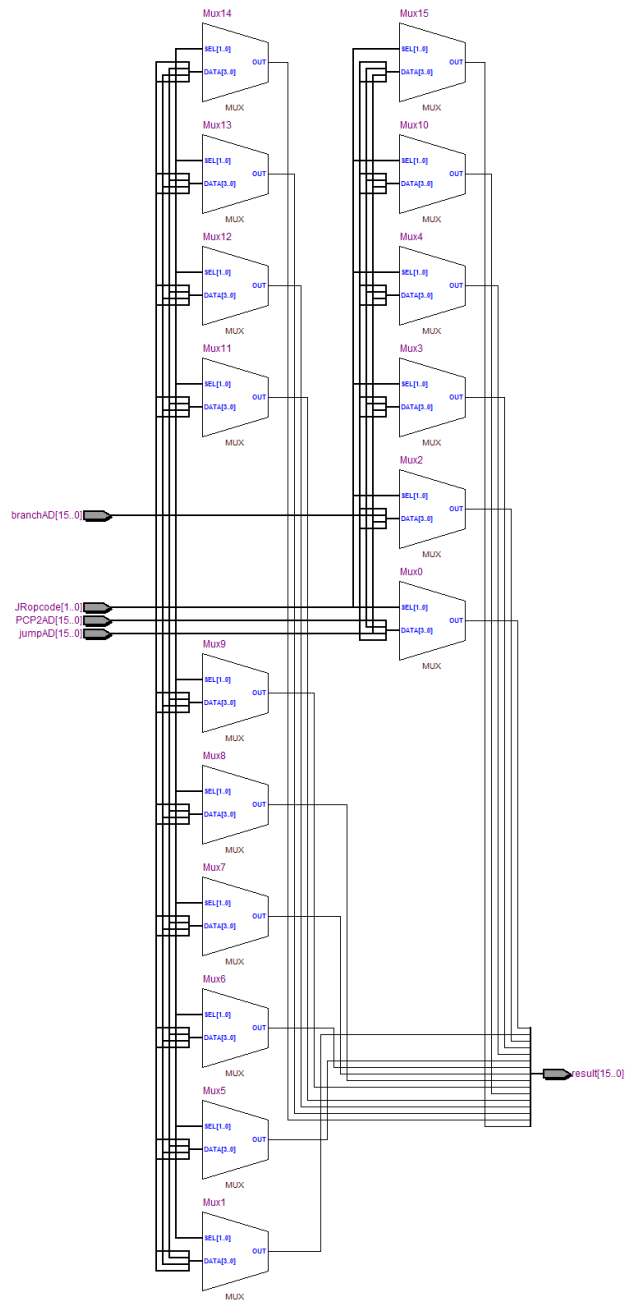 Mux14
SEL[1..0]
DATA[3..0]
OUT
MUX
Mux13
SEL[1..0]
DATA[3..0]
OUT
MUX
Mux12
SEL[1..0]
DATA[3..0]
OUT
MUX
Mux11
SEL[1..0]
DATA[3..0]
OUT
MUX
Mux15
SEL[1..0]
DATA[3..0]
OUT
MUX
Mux10
SEL[1..0]
DATA[3..0]
OUT
MUX
Mux4
SEL[1..0]
DATA[3..0]
OUT
MUX
Mux3
SEL[1..0]
DATA[3..0]
OUT
MUX
Mux2
SEL[1..0]
DATA[3..0]
OUT
MUX
Mux0
SEL[1..0]
DATA[3..0]
OUT
MUX
branchAD[15..0]
JRopcode[1..0]
PCP2AD[15..0]
jumpAD[15..0]
Mux9
SEL[1..0]
DATA[3..0]
OUT
MUX
Mux8
SEL[1..0]
DATA[3..0]
OUT
MUX
Mux7
SEL[1..0]
DATA[3..0]
OUT
MUX
Mux6
SEL[1..0]
DATA[3..0]
OUT
MUX
Mux5
SEL[1..0]
DATA[3..0]
OUT
MUX
Mux1
SEL[1..0]
DATA[3..0]
OUT
MUX
result[15..0]